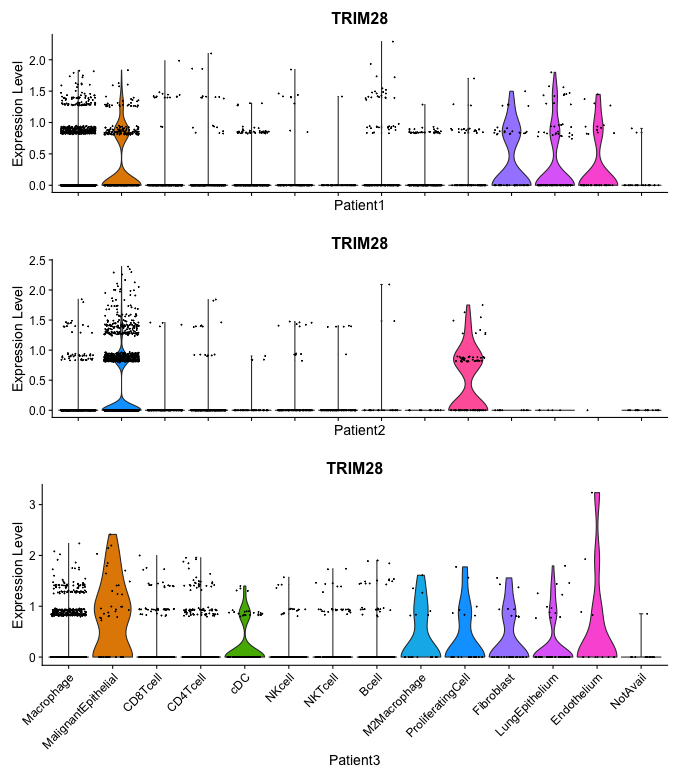 TRIM28
Expression Level
2.0
1.5
1.0
0.5
0.0
Patient1
TRIM28
Expression Level
2.5
2.0
1.5
1.0
0.5
0.0
Patient2
TRIM28
Expression Level
3
2
1
0
Macrophage
MalignantEpithelial
CD8Tcell
CD4Tcell
cDC
NKcell
NKTcell
Bcell
M2Macrophage
ProliferatingCell
Fibroblast
LungEpithelium
Endothelium
NotAvail
Patient3